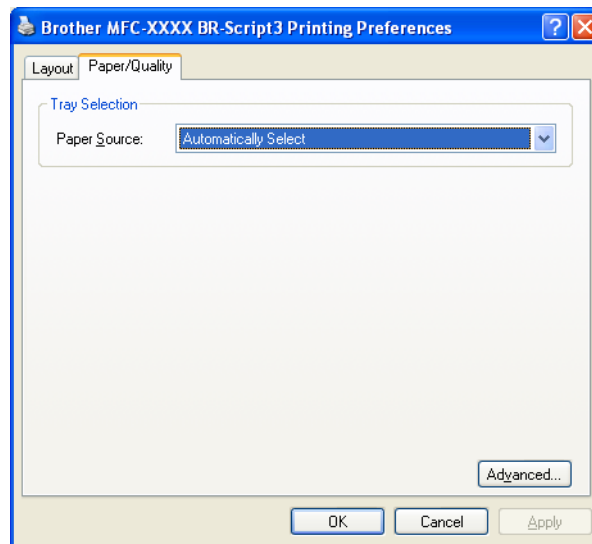 Brother MFC-XXXX BR-Script3 Printing Preferences
Layout Paper/Quality
Tray Selection
Paper Source: Automatically Select
Advanced...
OK Cancel Apply